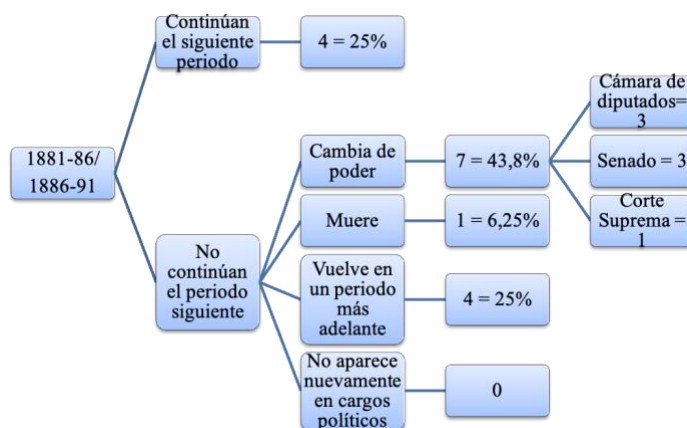 Continúan
el siguiente
periodo
4 = 25%
1881-86/
1886-91
No
continúan
el periodo
siguiente
Cambia de
poder
7 = 43,8%
Cámara de
diputados=
3
Senado = 3
Corte
Suprema =
1
Muere
1 = 6,25%
Vuelve en
un periodo
más
adelante
4 = 25%
No aparece
nuevamente
en cargos
políticos
0